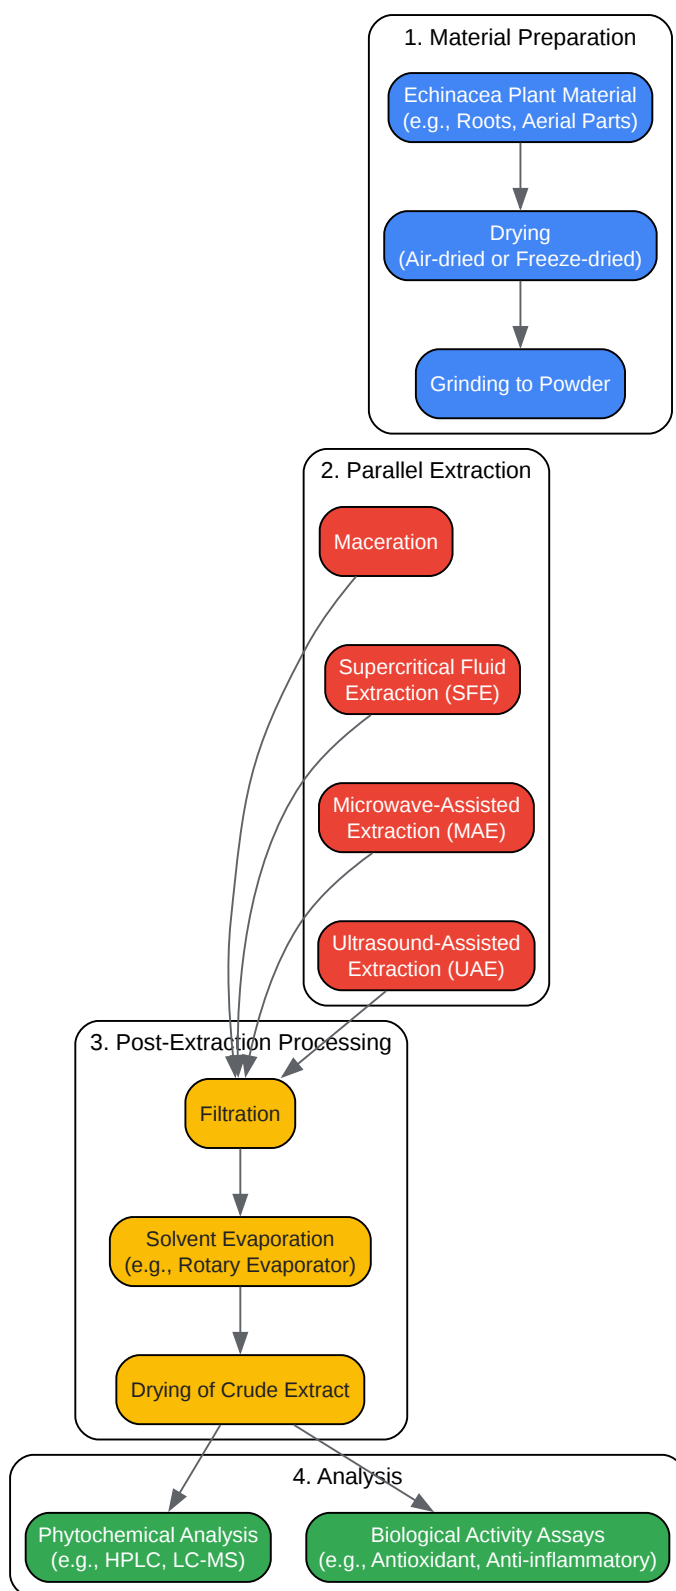 1. Material Preparation
Echinacea Plant Material
(e.g., Roots, Aerial Parts)
Drying
(Air-dried or Freeze-dried)
Grinding to Powder
2. Parallel Extraction
Maceration
Supercritical Fluid
Extraction (SFE)
Microwave-Assisted
Extraction (MAE)
Ultrasound-Assisted
Extraction (UAE)
3. Post-Extraction Processing
Filtration
Solvent Evaporation
(e.g., Rotary Evaporator)
Drying of Crude Extract
4. Analysis
Phytochemical Analysis
(e.g., HPLC, LC-MS)
Biological Activity Assays
(e.g., Antioxidant, Anti-inflammatory)